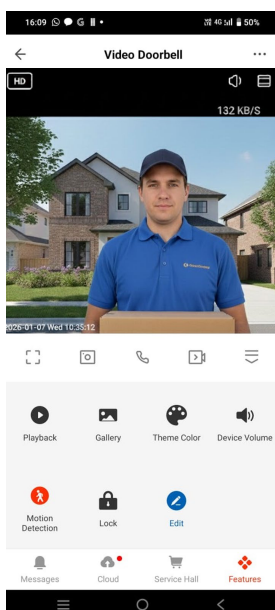 16:09 G 4G 50%
Video Doorbell
HD
132 KB/S
2026-01-07 Wed 10:35:12
Playback Gallery Theme Color Device Volume
Motion Detection Lock Edit
Messages Cloud Service Hall Features